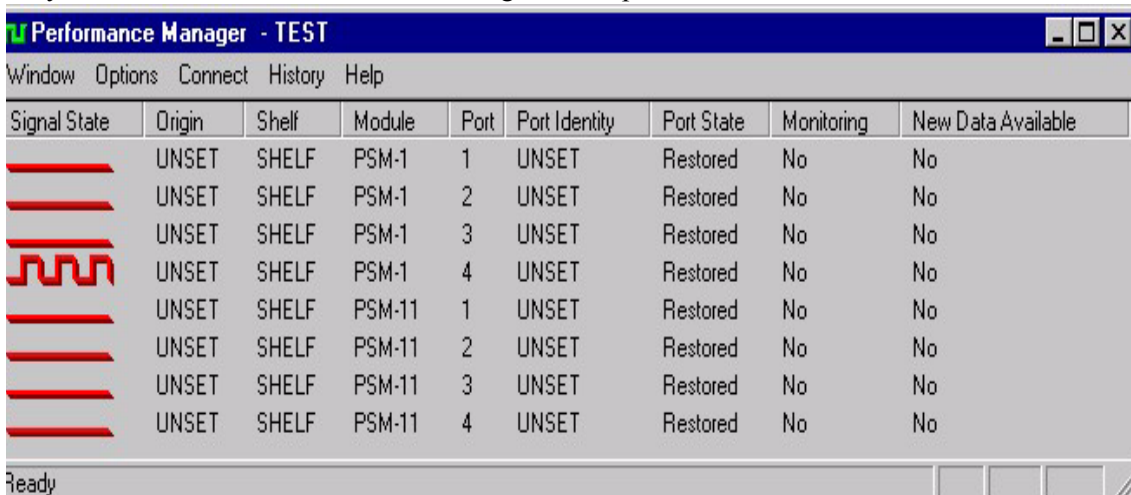 Performance Manager - TEST
Window Options Connect History Help
Signal State Origin Shelf Module Port Port Identity Port State Monitoring New Data Available
UNSET SHELF PSM-1 1 UNSET Restored No No
UNSET SHELF PSM-1 2 UNSET Restored No No
UNSET SHELF PSM-1 3 UNSET Restored No No
UNSET SHELF PSM-1 4 UNSET Restored No No
UNSET SHELF PSM-11 1 UNSET Restored No No
UNSET SHELF PSM-11 2 UNSET Restored No No
UNSET SHELF PSM-11 3 UNSET Restored No No
UNSET SHELF PSM-11 4 UNSET Restored No No
Ready